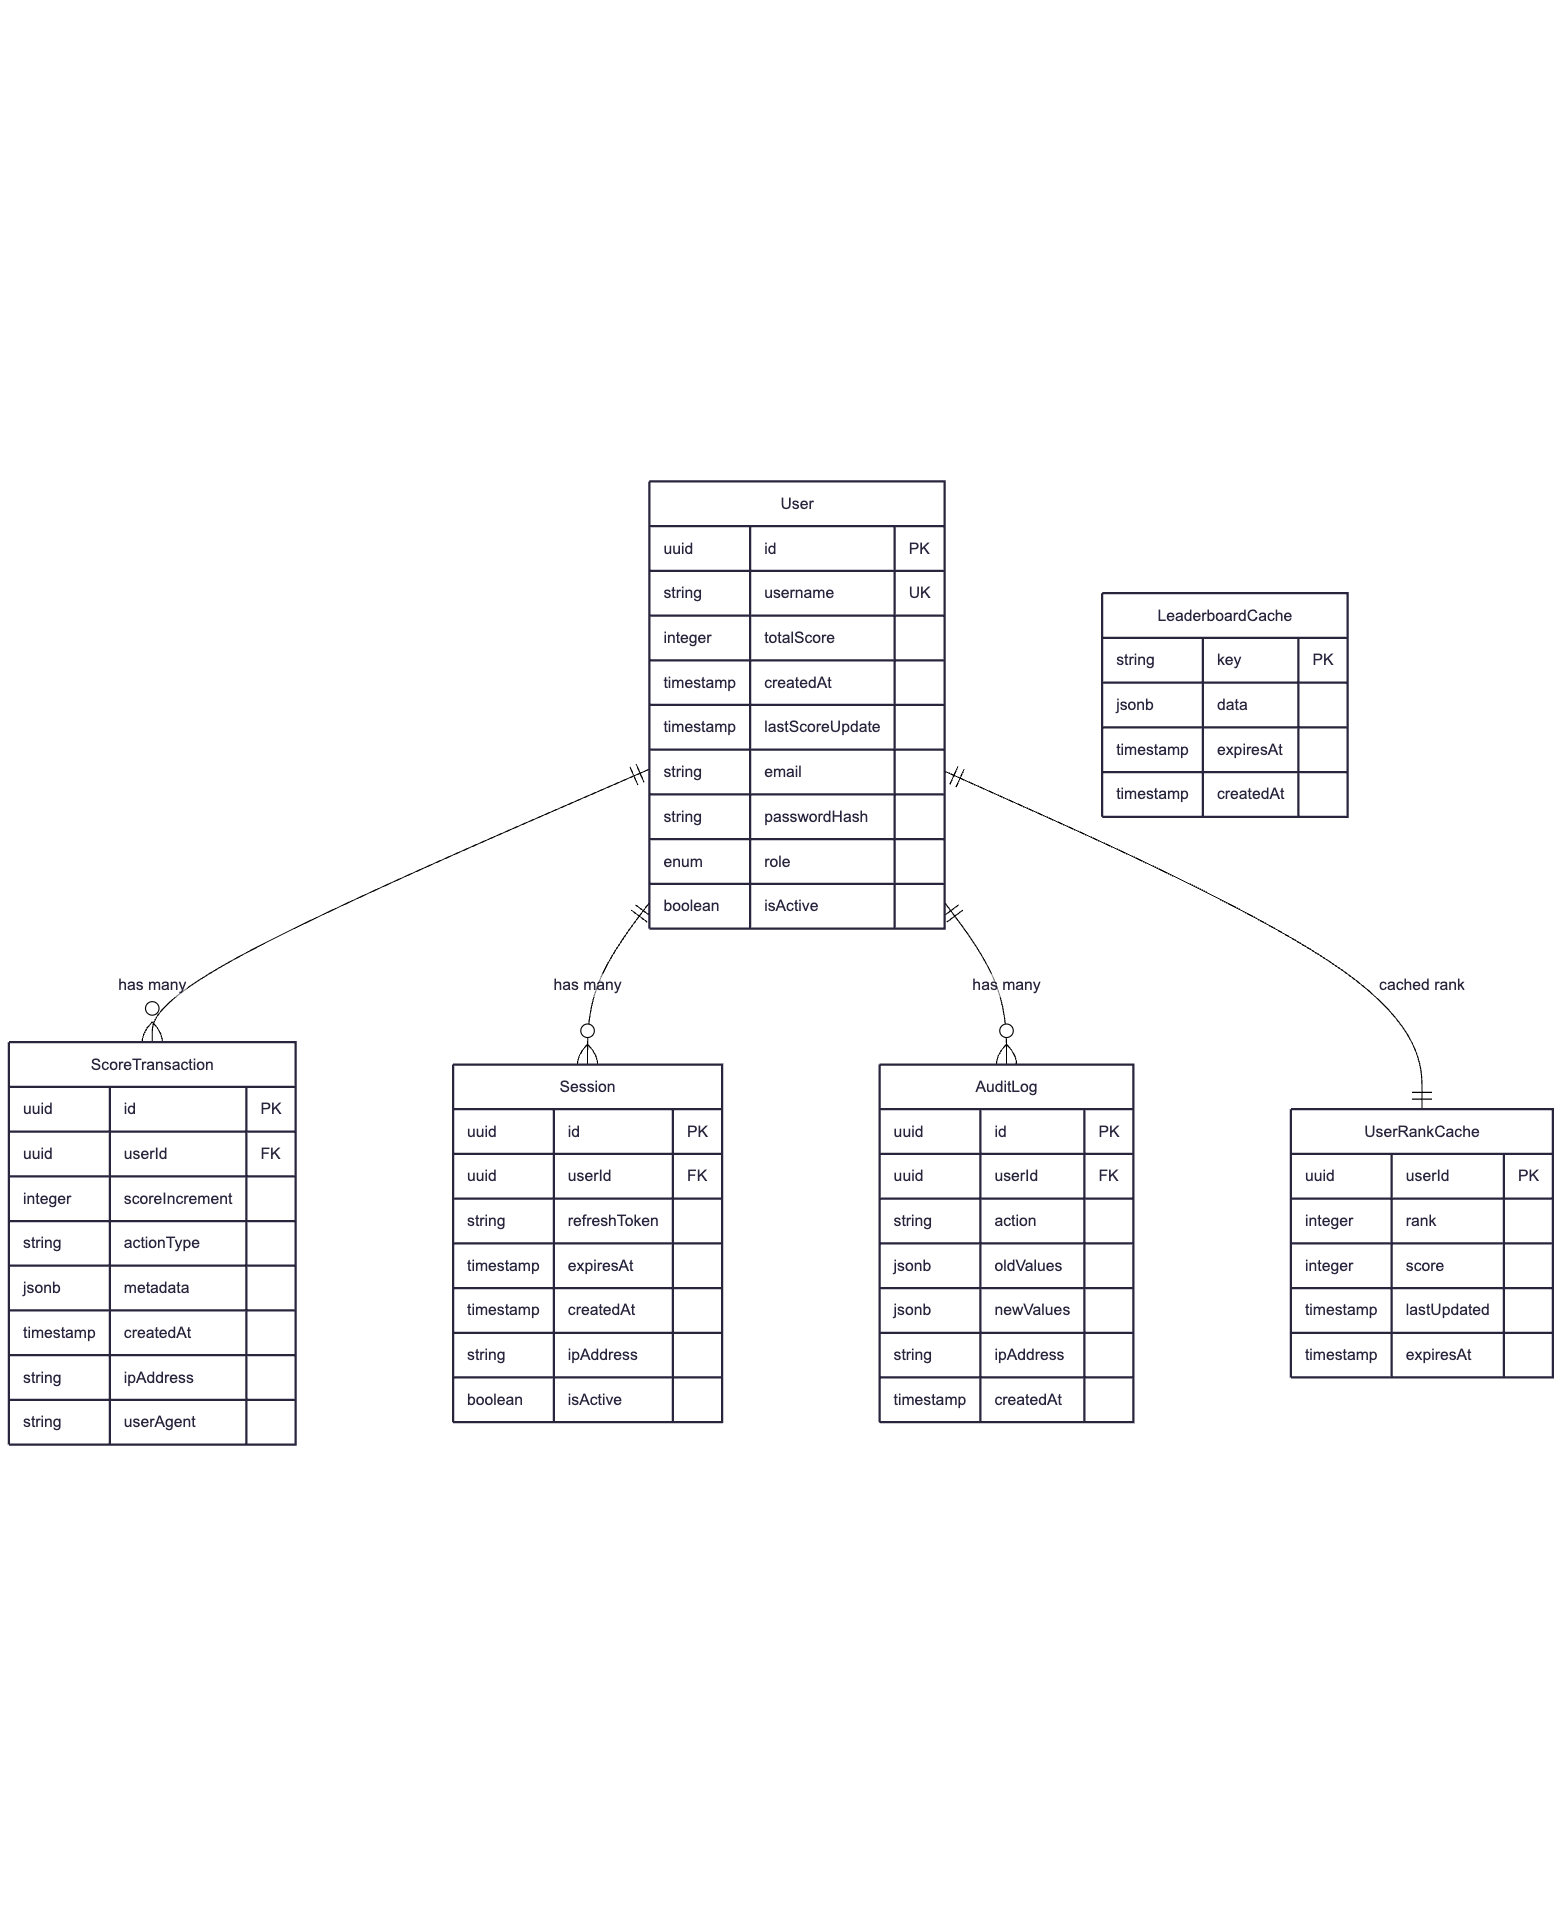 User
uuid id PK
string username UK
integer totalScore
timestamp createdAt
timestamp lastScoreUpdate
string email
string passwordHash
enum role
boolean isActive
LeaderboardCache
string key PK
jsonb data
timestamp expiresAt
timestamp createdAt
has many
has many
has many
cached rank
ScoreTransaction
uuid id PK
uuid userId FK
integer scoreIncrement
string actionType
jsonb metadata
timestamp createdAt
string ipAddress
string userAgent
Session
uuid id PK
uuid userId FK
string refreshToken
timestamp expiresAt
timestamp createdAt
string ipAddress
boolean isActive
AuditLog
uuid id PK
uuid userId FK
string action
jsonb oldValues
jsonb newValues
string ipAddress
timestamp createdAt
UserRankCache
uuid userId PK
integer rank
integer score
timestamp lastUpdated
timestamp expiresAt